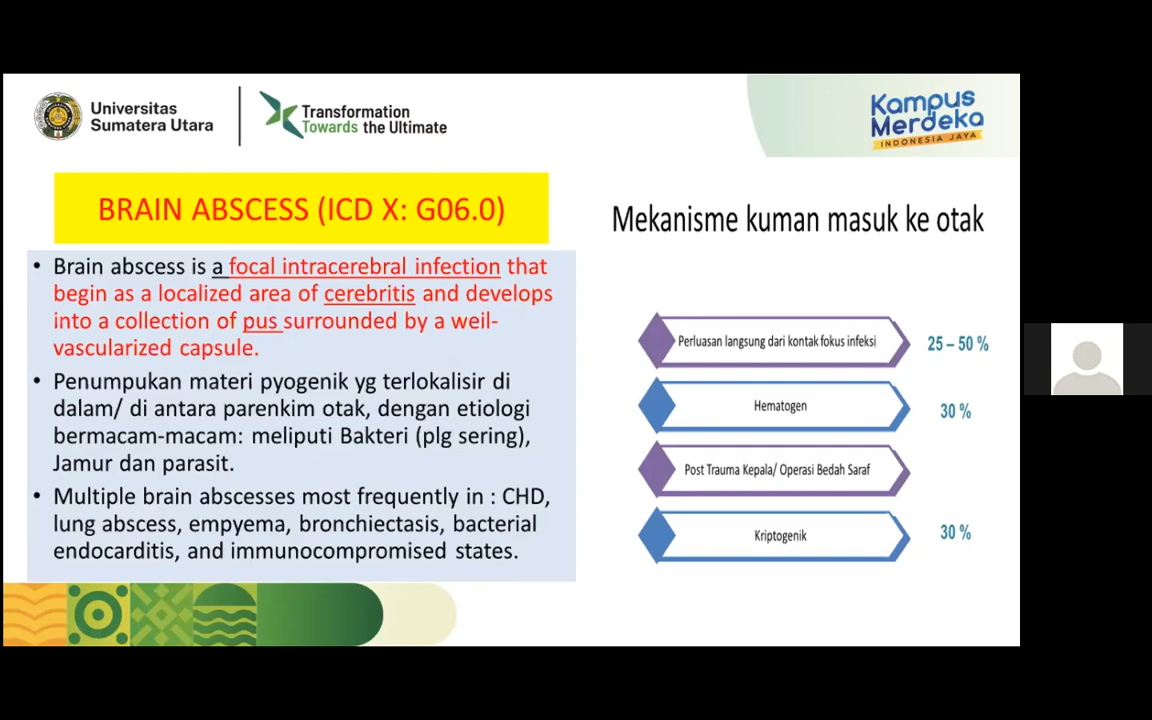 Universitas
Sumatera Utara
Transformation
Towards the Ultimate
Kampus
Merdeka
INDONESIA JAYA
BRAIN ABSCESS (ICD X: G06.0)
• Brain abscess is a focal intracerebral infection that
begin as a localized area of cerebritis and develops
into a collection of pus surrounded by a weil-
vascularized capsule.
• Penumpukan materi pyogenik yg terlokalisir di
dalam/ di antara parenkim otak, dengan etiologi
bermacam-macam: meliputi Bakteri (plg sering),
Jamur dan parasit.
• Multiple brain abscesses most frequently in : CHD,
lung abscess, empyema, bronchiectasis, bacterial
endocarditis, and immunocompromised states.
Mekanisme kuman masuk ke otak
Perluasan langsung dari kontak fokus infeksi 25 – 50 %
Hematogen 30 %
Post Trauma Kepala/ Operasi Bedah Saraf
Kriptogenik 30 %